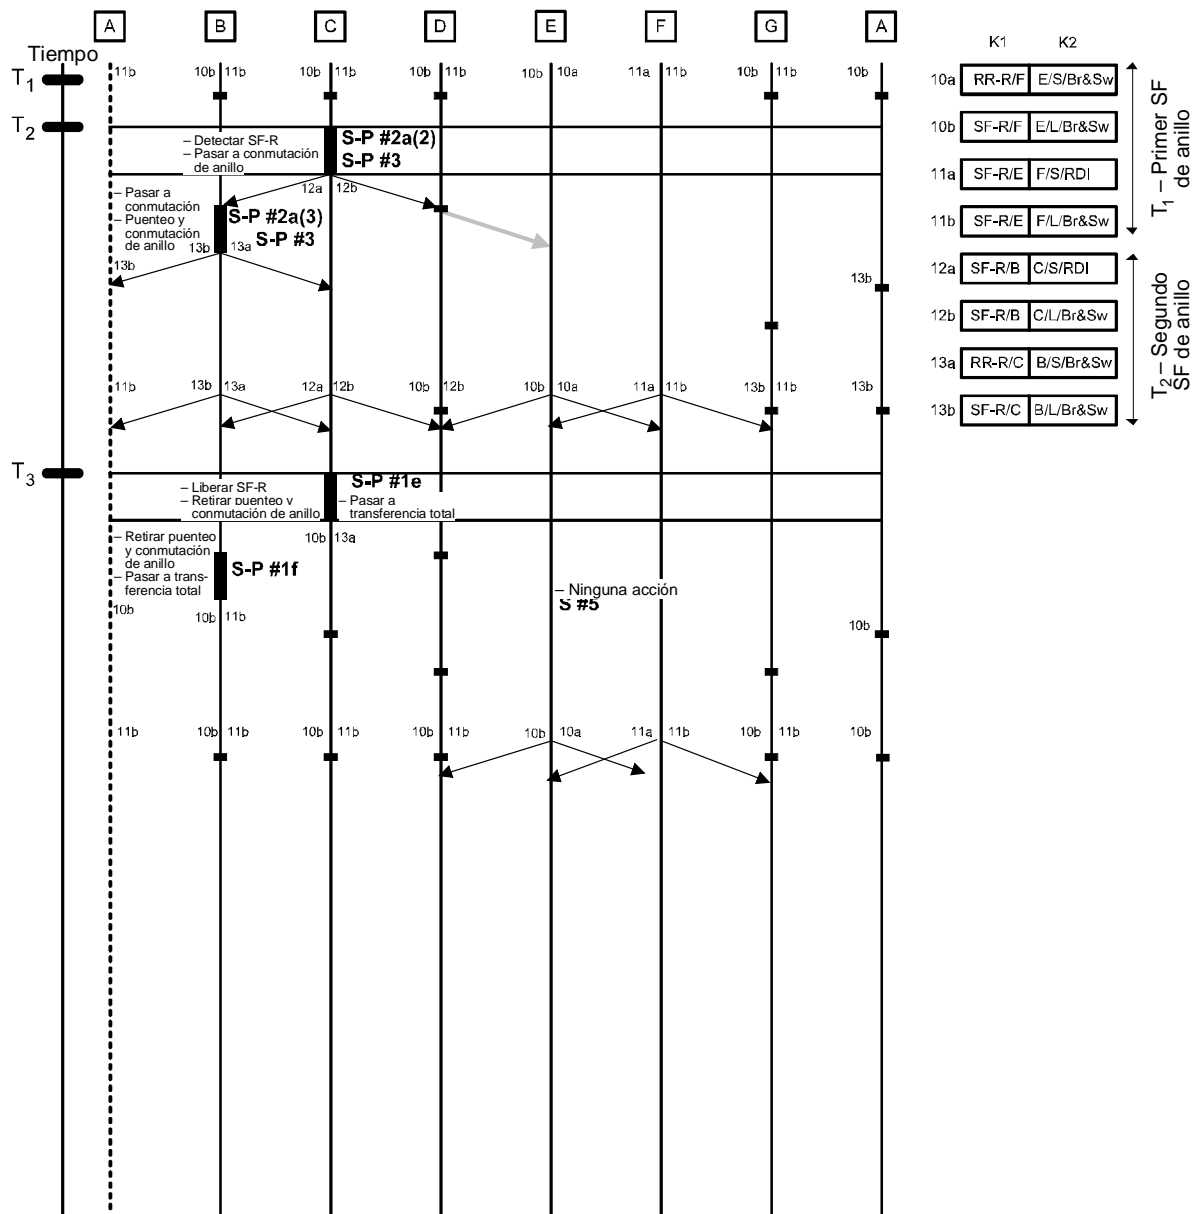 A B C D E F G A
K1 K2
Tiempo
T1 11b 10b 11b 10b 11b 10b 11b 10b 10a 11a 11b 10b 11b 10b
10a RR-R/F E/S/Br&Sw
10b SF-R/F E/L/Br&Sw
11a SF-R/E F/S/RDI
11b SF-R/E F/L/Br&Sw
T1 – Primer SF
de anillo
12a SF-R/B C/S/RDI
12b SF-R/B C/L/Br&Sw
13a RR-R/C B/S/Br&Sw
13b SF-R/C B/L/Br&Sw
T2 – Segundo
SF de anillo
T2
– Detectar SF-R
– Pasar a conmutación
de anillo
S-P #2a(2)
S-P #3
12a 12b
– Pasar a
conmutación
– Puenteo y
conmutación
de anillo
S-P #2a(3)
S-P #3
13b 13a
13b
13b
11b 13b 13a 12a 12b 10b 12b 10b 10a 11a 11b 13b 11b 13b
T3
– Liberar SF-R
– Retirar puenteo y
conmutación de anillo
S-P #1e
– Pasar a
transferencia total
10b 13a
– Retirar puenteo
y conmutación
de anillo
– Pasar a trans-
ferencia total
S-P #1f
– Ninguna acción
S #5
10b 10b 11b
10b
11b 10b 11b 10b 11b 10b 11b 10b 10a 11a 11b 10b 11b 10b